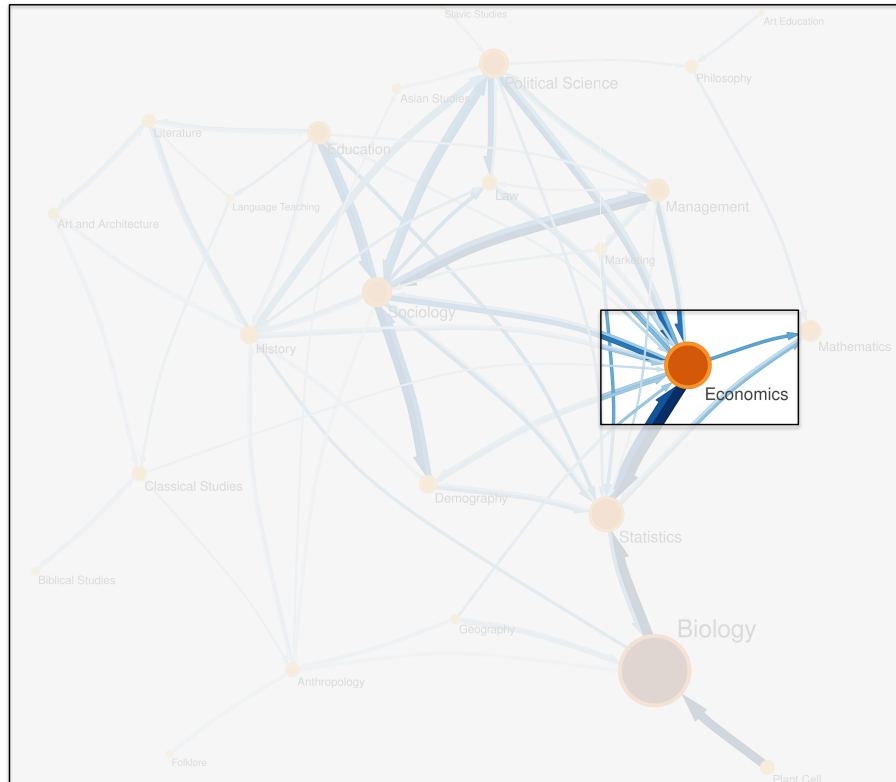 Slavic Studies
Art Education
Political Science
Philosophy
Asian Studies
Literature
Education
Law
Language Teaching
Management
Art and Architecture
Marketing
Sociology
History
Mathematics
Economics
Classical Studies
Demography
Statistics
Biblical Studies
Biology
Geography
Anthropology
Folklore
Plant Cell